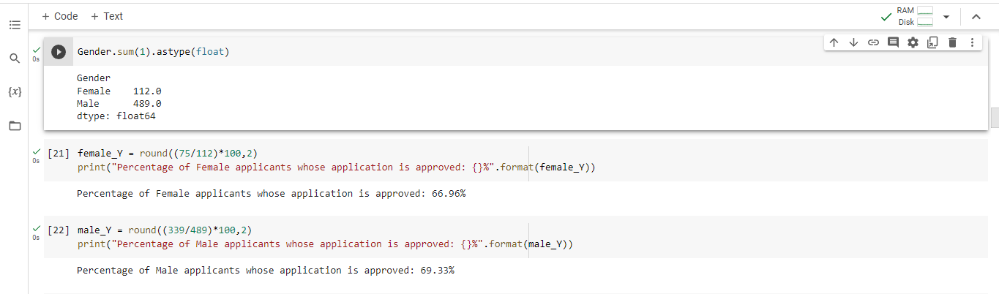 + Code + Text
RAM
Disk
0s
Gender.sum(1).astype(float)
Gender
Female 112.0
Male 489.0
dtype: float64
{x}
0s
[21] female_Y = round((75/112)*100,2)
print("Percentage of Female applicants whose application is approved: {}%".format(female_Y))
Percentage of Female applicants whose application is approved: 66.96%
0s
[22] male_Y = round((339/489)*100,2)
print("Percentage of Male applicants whose application is approved: {}%".format(male_Y))
Percentage of Male applicants whose application is approved: 69.33%